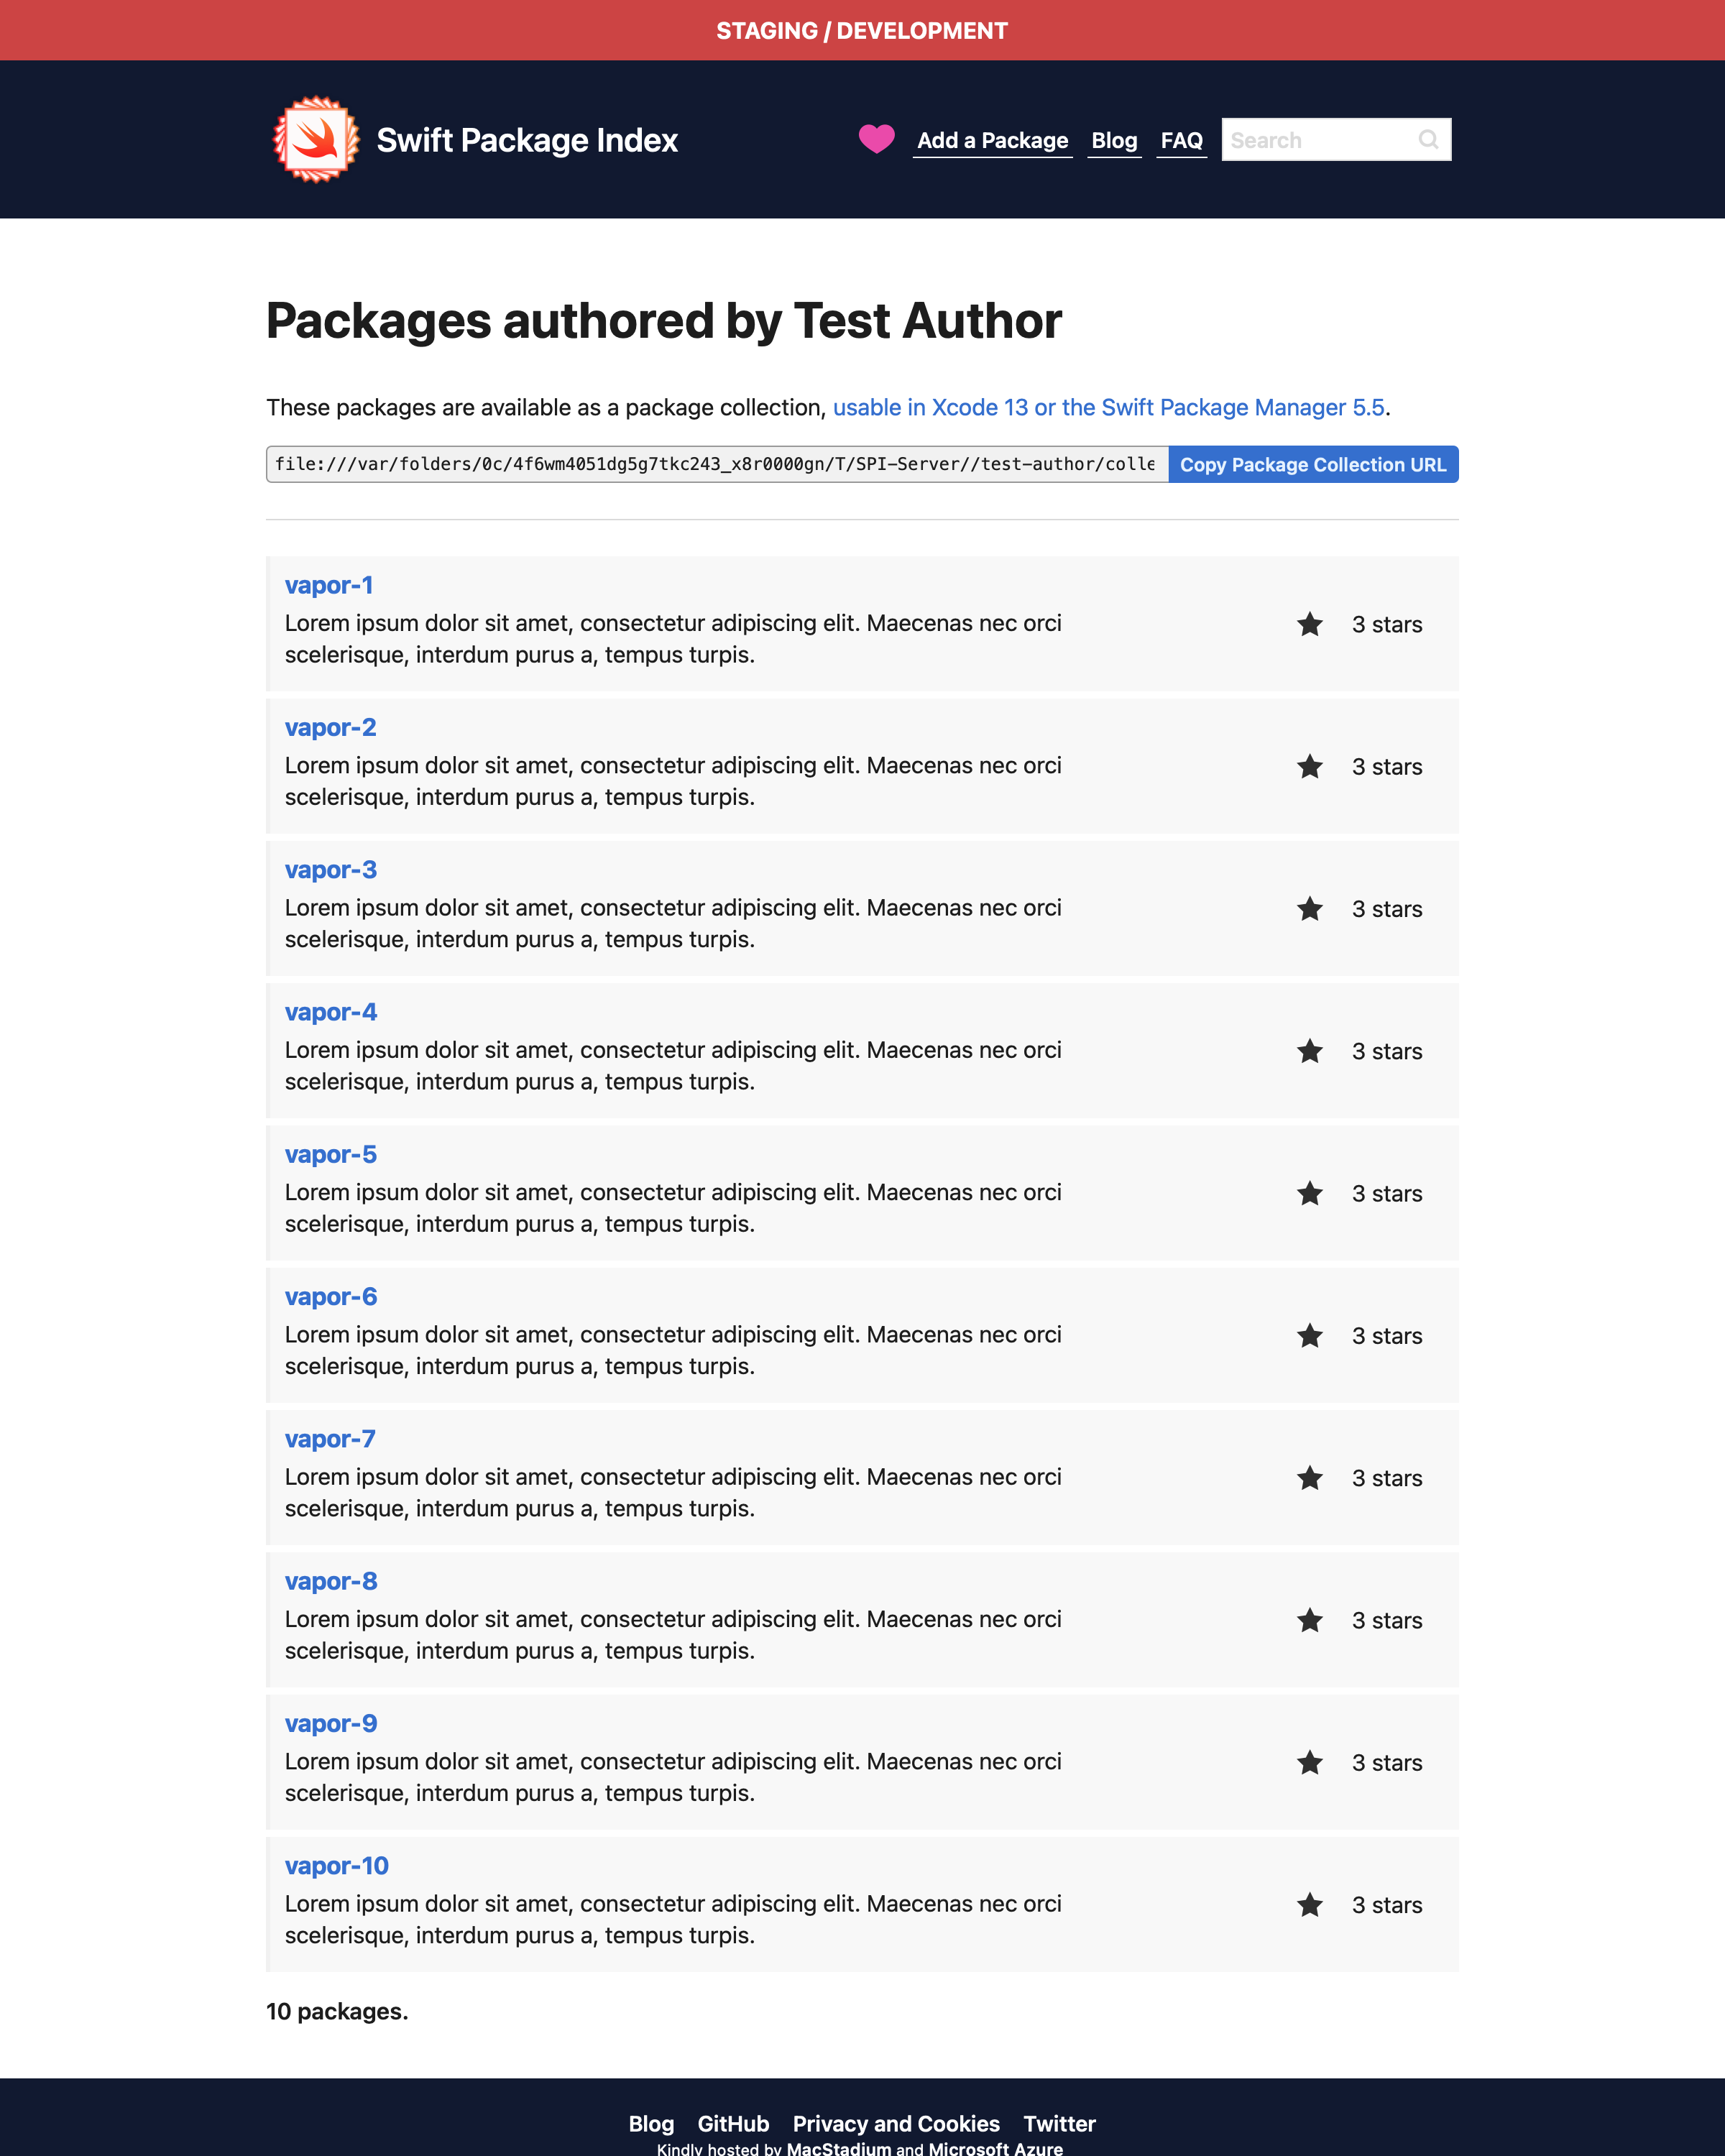 STAGING / DEVELOPMENT
Swift Package Index
Add a Package Blog FAQ Search
Packages authored by Test Author
These packages are available as a package collection, usable in Xcode 13 or the Swift Package Manager 5.5.
file:///var/folders/0c/4f6wm4051dg5g7tkc243_x8r0000gn/T/SPI-Server//test-author/colle Copy Package Collection URL
vapor-1
Lorem ipsum dolor sit amet, consectetur adipiscing elit. Maecenas nec orci
scelerisque, interdum purus a, tempus turpis.
3 stars
vapor-2
Lorem ipsum dolor sit amet, consectetur adipiscing elit. Maecenas nec orci
scelerisque, interdum purus a, tempus turpis.
3 stars
vapor-3
Lorem ipsum dolor sit amet, consectetur adipiscing elit. Maecenas nec orci
scelerisque, interdum purus a, tempus turpis.
3 stars
vapor-4
Lorem ipsum dolor sit amet, consectetur adipiscing elit. Maecenas nec orci
scelerisque, interdum purus a, tempus turpis.
3 stars
vapor-5
Lorem ipsum dolor sit amet, consectetur adipiscing elit. Maecenas nec orci
scelerisque, interdum purus a, tempus turpis.
3 stars
vapor-6
Lorem ipsum dolor sit amet, consectetur adipiscing elit. Maecenas nec orci
scelerisque, interdum purus a, tempus turpis.
3 stars
vapor-7
Lorem ipsum dolor sit amet, consectetur adipiscing elit. Maecenas nec orci
scelerisque, interdum purus a, tempus turpis.
3 stars
vapor-8
Lorem ipsum dolor sit amet, consectetur adipiscing elit. Maecenas nec orci
scelerisque, interdum purus a, tempus turpis.
3 stars
vapor-9
Lorem ipsum dolor sit amet, consectetur adipiscing elit. Maecenas nec orci
scelerisque, interdum purus a, tempus turpis.
3 stars
vapor-10
Lorem ipsum dolor sit amet, consectetur adipiscing elit. Maecenas nec orci
scelerisque, interdum purus a, tempus turpis.
3 stars
10 packages.
Blog GitHub Privacy and Cookies Twitter
Kindly hosted by MacStadium and Microsoft Azure